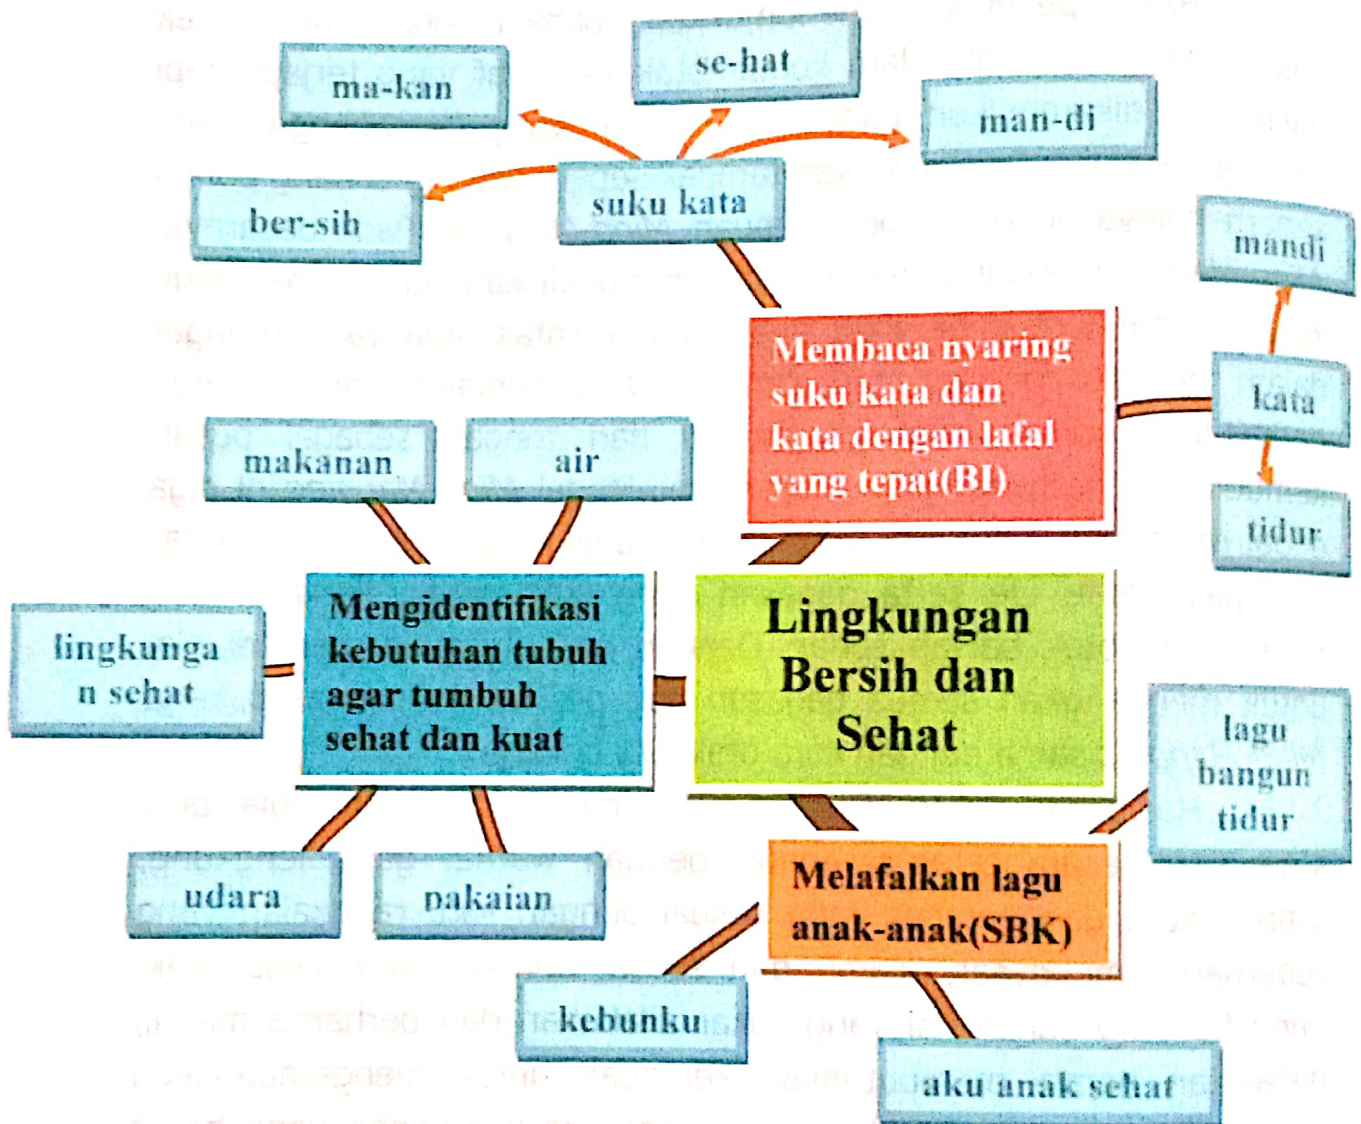 ma-kan
se-hat
man-di
ber-sih
suku kata
mandi
Membaca nyaring
suku kata dan
kata dengan lafal
yang tepat(BI)
kata
tidur
makanan
air
Mengidentifikasi
kebutuhan tubuh
agar tumbuh
sehat dan kuat
lingkunga
n sehat
Lingkungan
Bersih dan
Sehat
lagu
bangun
tidur
udara
pakaian
Melafalkan lagu
anak-anak(SBK)
kebunku
aku anak sehat